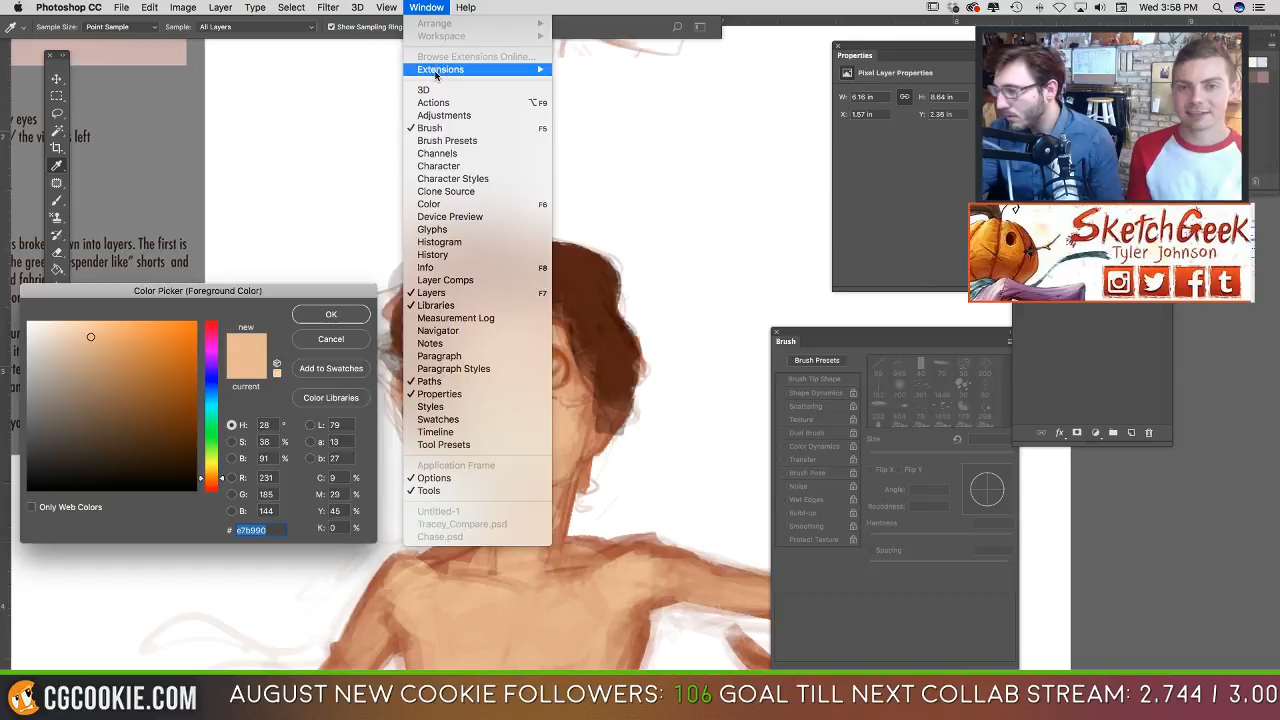 Photoshop CC File Edit Image Layer Type Select Filter 3D View Window Help Mon 3:58 PM
Sample Size: Point Sample Sample: All Layers Show Sampling Ring
Arrange
Workspace
Browse Extensions Online...
Extensions
3D
Actions ⌥F9
Adjustments
Brush F5
Brush Presets
Channels
Character
Character Styles
Clone Source
Color F6
Device Preview
Glyphs
Histogram
History
Info F8
Layer Comps
Layers F7
Libraries
Measurement Log
Navigator
Notes
Paragraph
Paragraph Styles
Paths
Properties
Styles
Swatches
Timeline
Tool Presets
Application Frame
Options
Tools
Untitled-1
Tracey_Compare.psd
Chase.psd
y eyes
s broke
wn into layers. The first is
spender like" shorts and
Color Picker (Foreground Color)
new
current
OK
Cancel
Add to Swatches
Color Libraries
H: 28 °
S: 38 %
B: 91 %
R: 231
G: 185
B: 144
# e7b990
L: 79
a: 13
b: 27
C: 9 %
M: 29 %
Y: 45 %
K: 0 %
Only Web Colors
Properties
Pixel Layer Properties
W: 6.16 in H: 8.64 in
X: 1.57 in Y: 2.36 in
SketchGeek
Tyler Johnson
Brush
Brush Presets
Brush Tip Shape
Shape Dynamics
Scattering
Texture
Dual Brush
Color Dynamics
Transfer
Brush Pose
Noise
Wet Edges
Build-up
Smoothing
Protect Texture
Size
Flip X Flip Y
Angle:
Roundness:
Hardness
Spacing
CGCOOKIE.COM AUGUST NEW COOKIE FOLLOWERS: 106 GOAL TILL NEXT COLLAB STREAM: 2.744 / 3.00